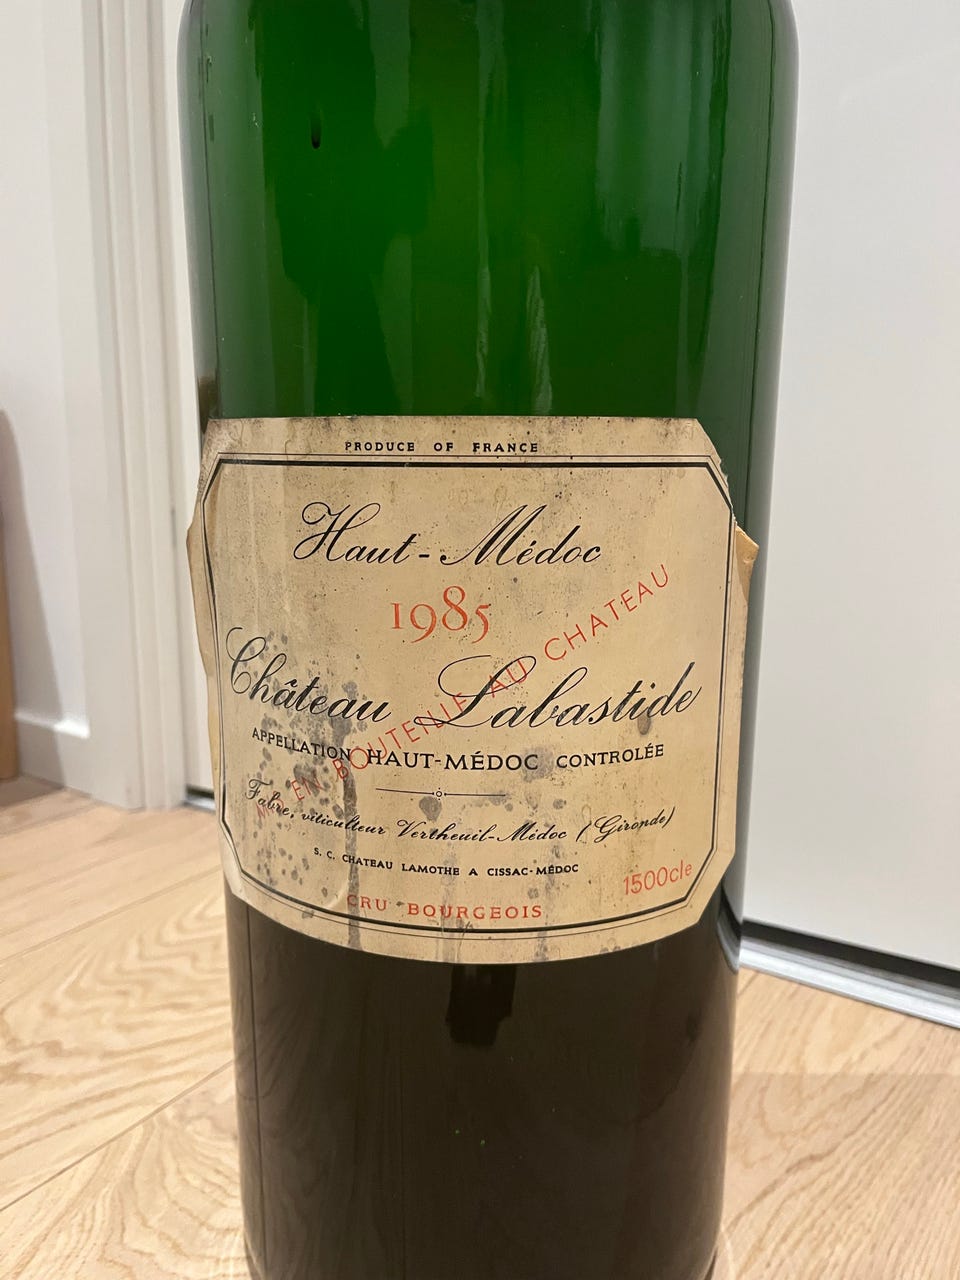 PRODUCE OF FRANCE
Haut-Médoc
1985
MIS EN BOUTEILLE AU CHATEAU
Château Labastide
APPELLATION HAUT-MÉDOC CONTROLÉE
Fabre, viticulteur Vertheuil-Médoc (Gironde)
S. C. CHATEAU LAMOTHE A CISSAC-MÉDOC
1500cle
CRU BOURGEOIS